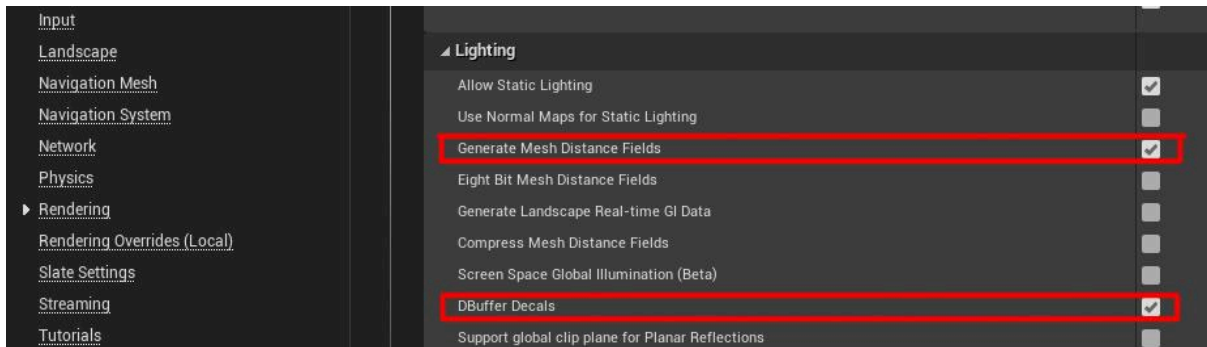 Input
Landscape
Navigation Mesh
Navigation System
Network
Physics
Rendering
Rendering Overrides (Local)
Slate Settings
Streaming
Tutorials
Lighting
Allow Static Lighting
Use Normal Maps for Static Lighting
Generate Mesh Distance Fields
Eight Bit Mesh Distance Fields
Generate Landscape Real-time GI Data
Compress Mesh Distance Fields
Screen Space Global Illumination (Beta)
DBuffer Decals
Support global clip plane for Planar Reflections